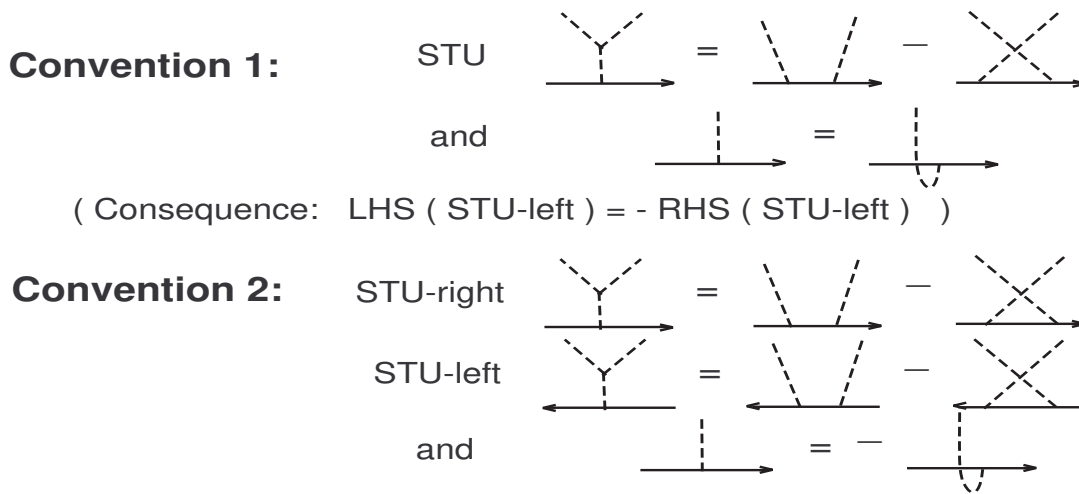 Convention 1: STU = —
and =
( Consequence: LHS ( STU-left ) = - RHS ( STU-left ) )
Convention 2: STU-right = —
STU-left = —
and = —